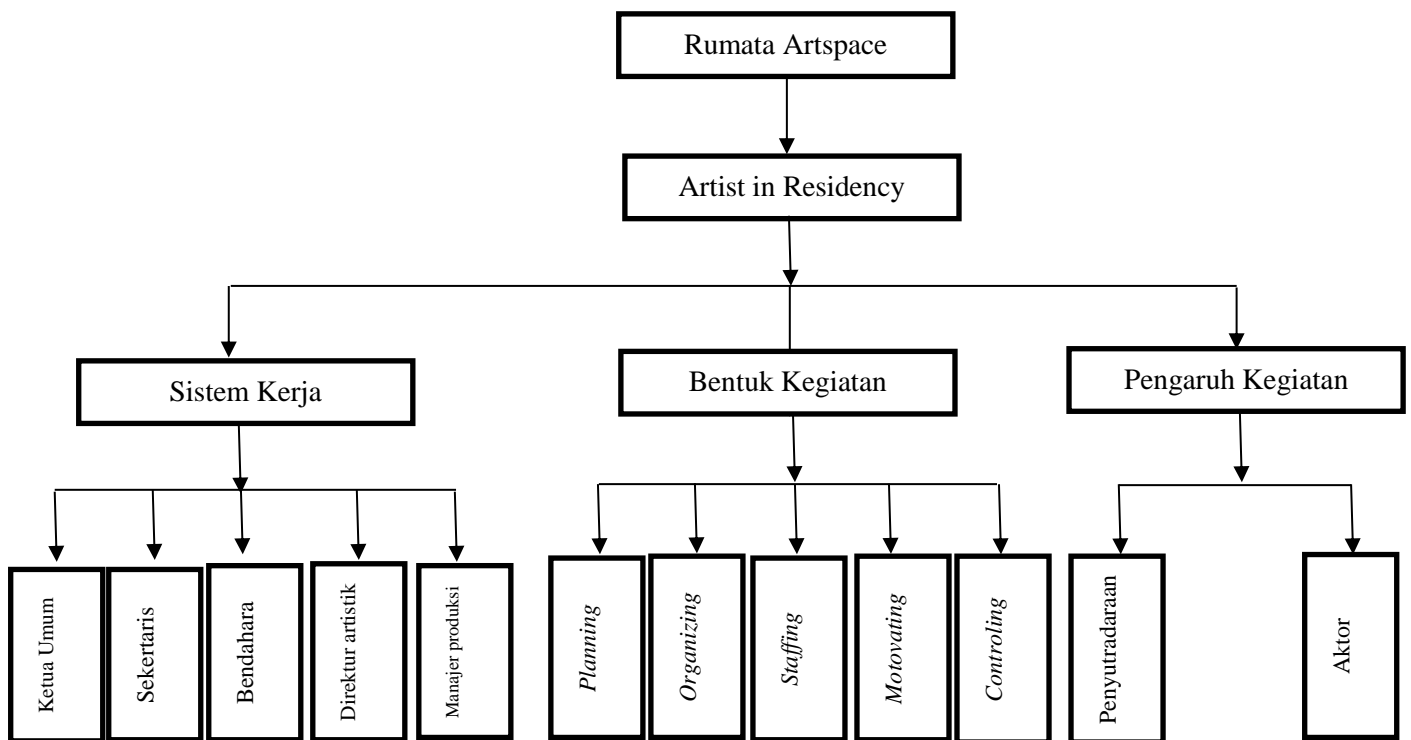 Rumata Artspace
Artist in Residency
Sistem Kerja
Bentuk Kegiatan
Pengaruh Kegiatan
Ketua Umum
Sekertaris
Bendahara
Direktur artistik
Manajer produksi
Planning
Organizing
Staffing
Motovating
Controling
Penyutradaraan
Aktor